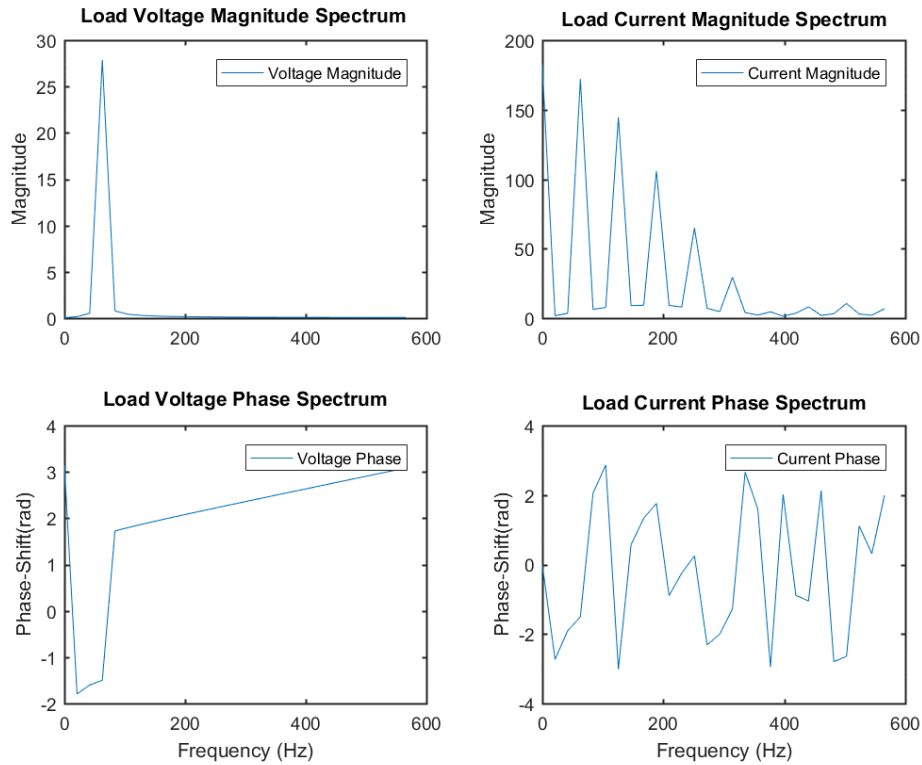 Load Voltage Magnitude Spectrum
30
25
20
15
10
5
0
Magnitude
Voltage Magnitude
0 200 400 600
Load Current Magnitude Spectrum
200
150
100
50
0
Magnitude
Current Magnitude
0 200 400 600
Load Voltage Phase Spectrum
4
3
2
1
0
-1
-2
Phase-Shift(rad)
Voltage Phase
0 200 400 600
Frequency (Hz)
Load Current Phase Spectrum
4
2
0
-2
-4
Phase-Shift(rad)
Current Phase
0 200 400 600
Frequency (Hz)